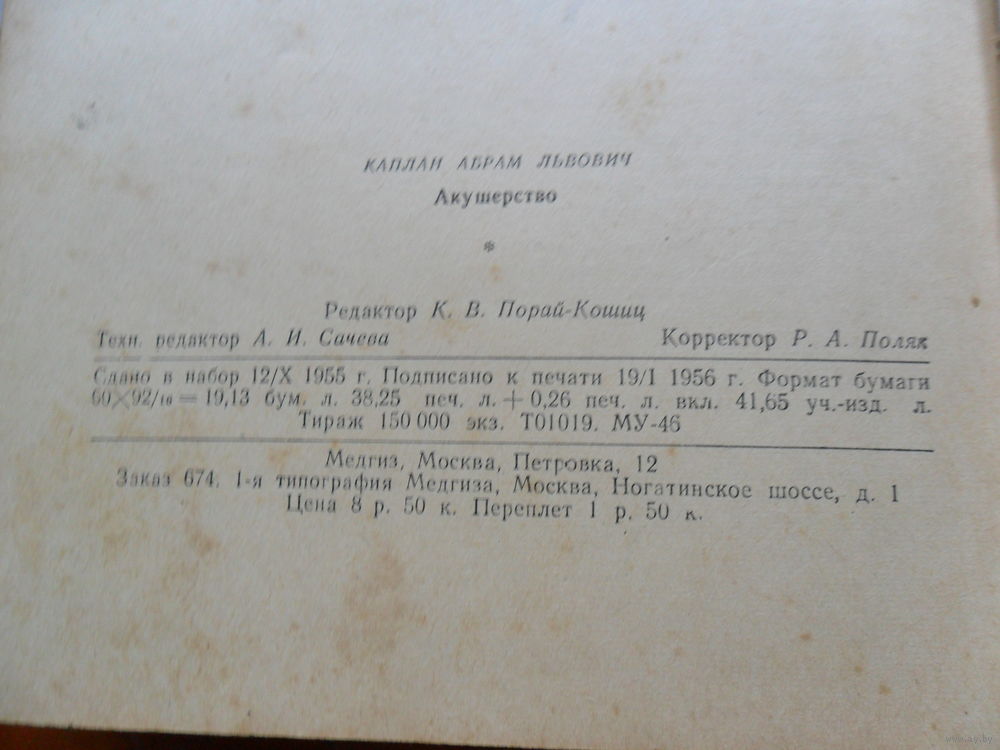 КАПЛАН АБРАМ ЛЬВОВИЧ
Акушерство
*
Редактор К. В. Порай-Кошиц
Техн. редактор А. И. Сачева Корректор Р. А. Поляк
Сдано в набор 12/X 1955 г. Подписано к печати 19/I 1956 г. Формат бумаги
60×92/16=19,13 бум. л. 38,25 печ. л.+0,26 печ. л. вкл. 41,65 уч.-изд. л.
Тираж 150 000 экз. Т01019. МУ-46
Медгиз, Москва, Петровка, 12
Заказ 674. 1-я типография Медгиза, Москва, Ногатинское шоссе, д. 1
Цена 8 р. 50 к. Переплет 1 р. 50 к.
www.ay.by